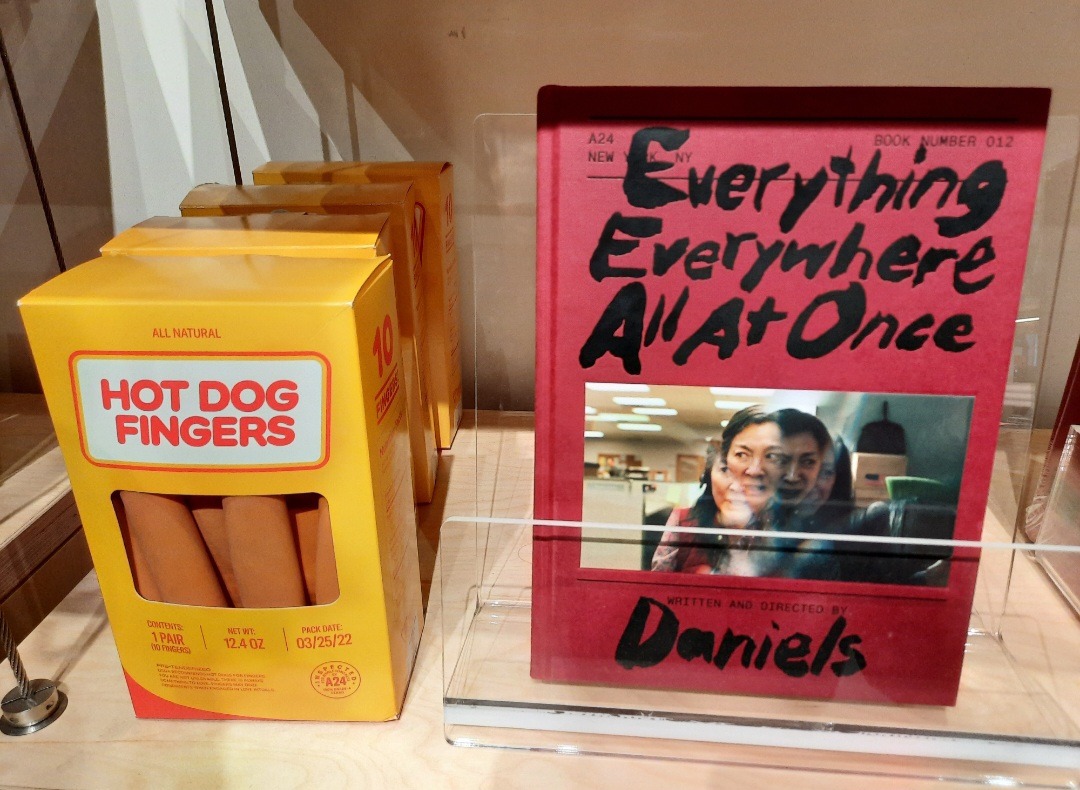 ALL NATURAL
HOT DOG
FINGERS
10
FINGERS
CONTENTS:
1 PAIR
(10 FINGERS)
NET WT:
12.4 OZ
PACK DATE:
03/25/22
INSPECTED
A24
A24
NEW YORK, NY
BOOK NUMBER 012
Everything
Everywhere
All At Once
WRITTEN AND DIRECTED BY
Daniels
10